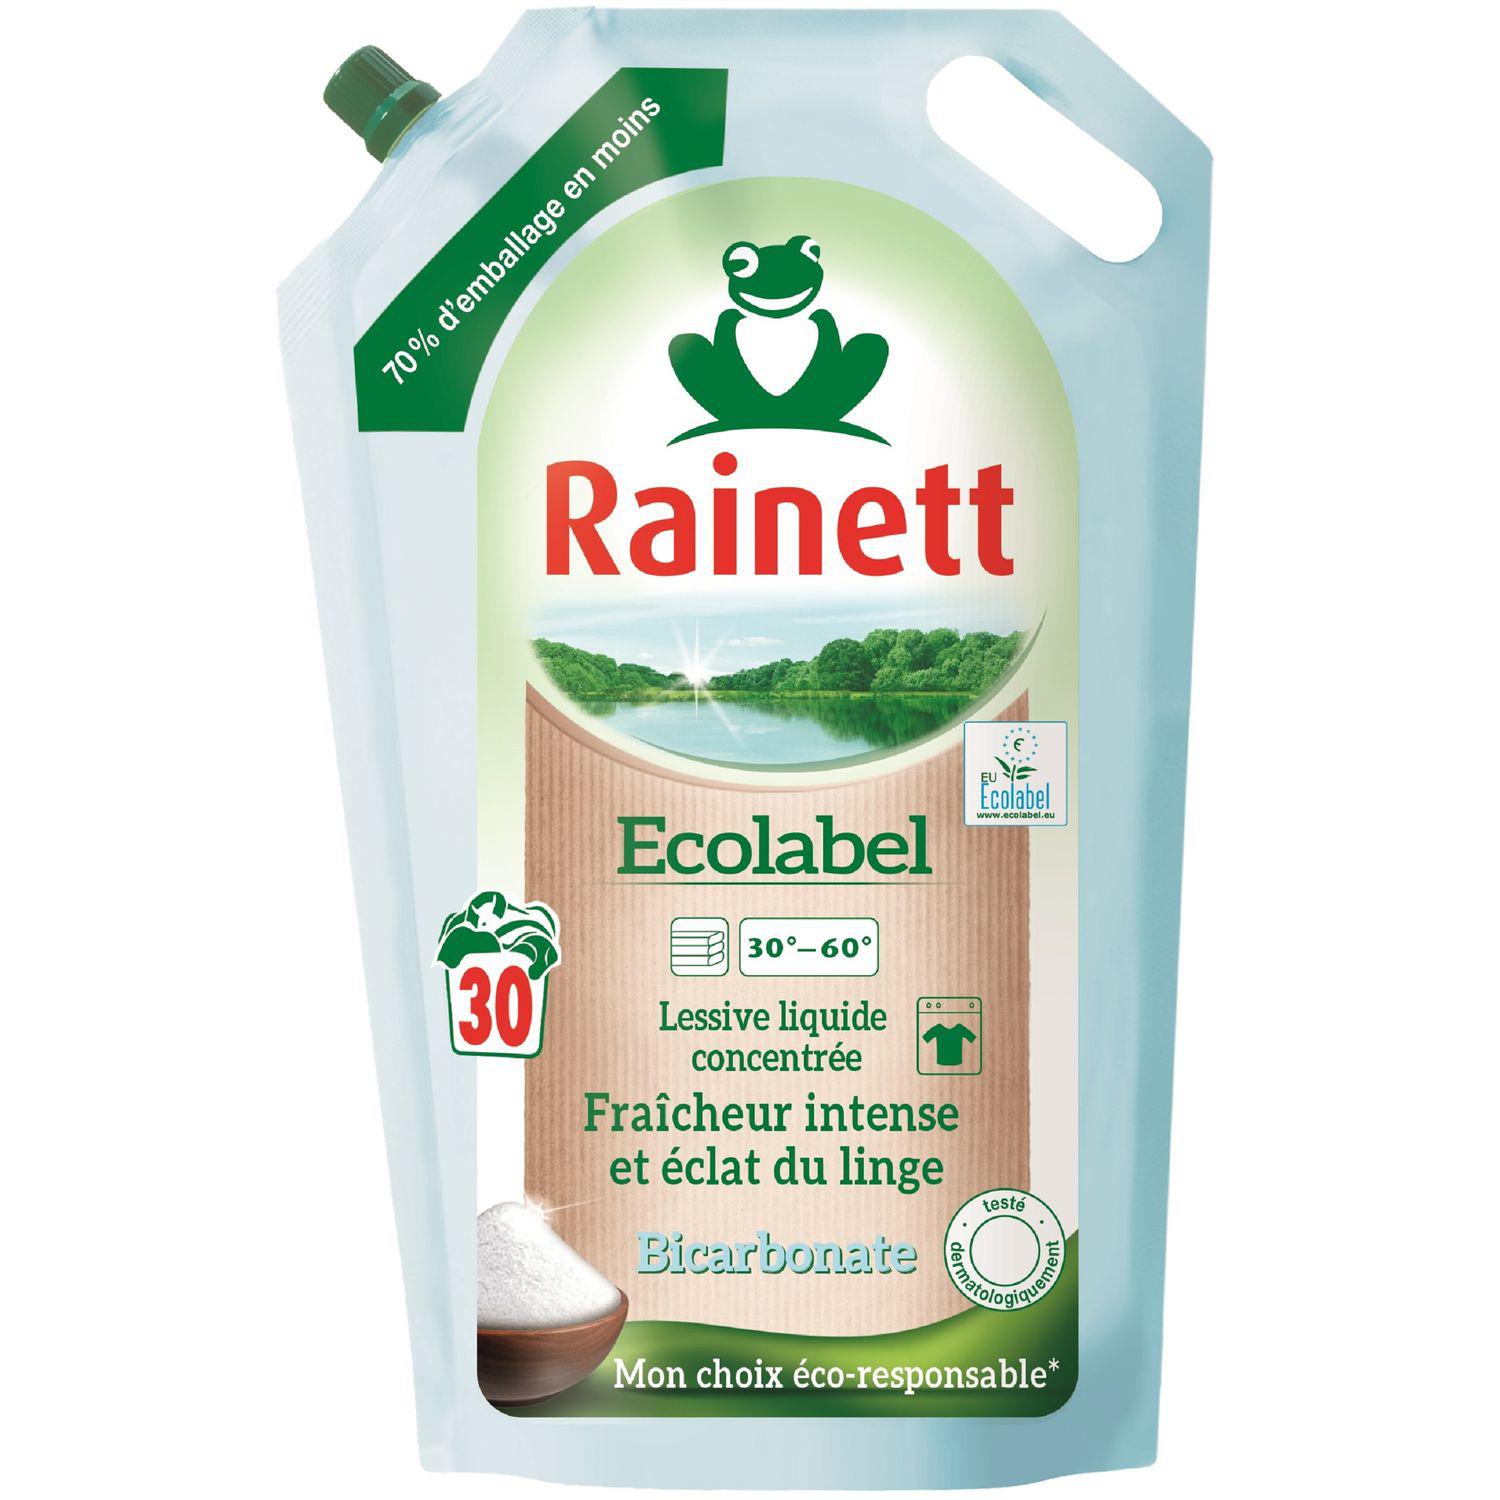 70% d'emballage en moins
Rainett
EU
Ecolabel
www.ecolabel.eu
Ecolabel
30°–60°
30
Lessive liquide
concentrée
Fraîcheur intense
et éclat du linge
Bicarbonate
testé
dermatologiquement
Mon choix éco-responsable*